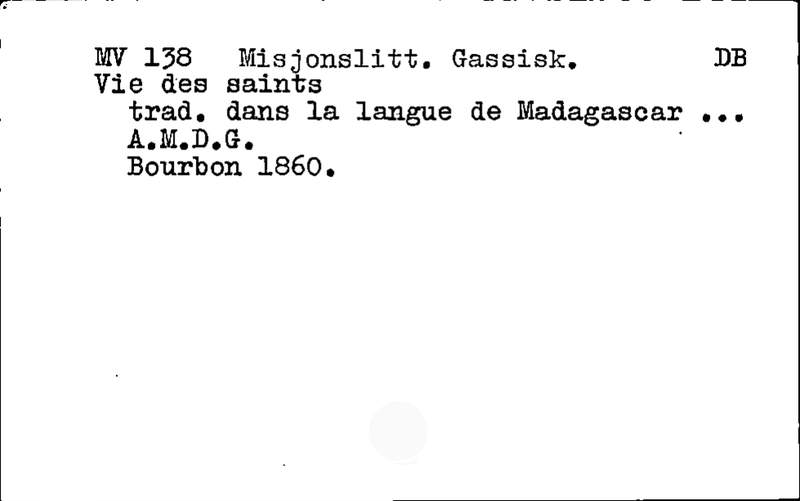 MV 138 Misjonslitt. Gassisk. DB
Vie des saints
trad. dans la langue de Madagascar ...
A.M.D.G.
Bourbon 1860.